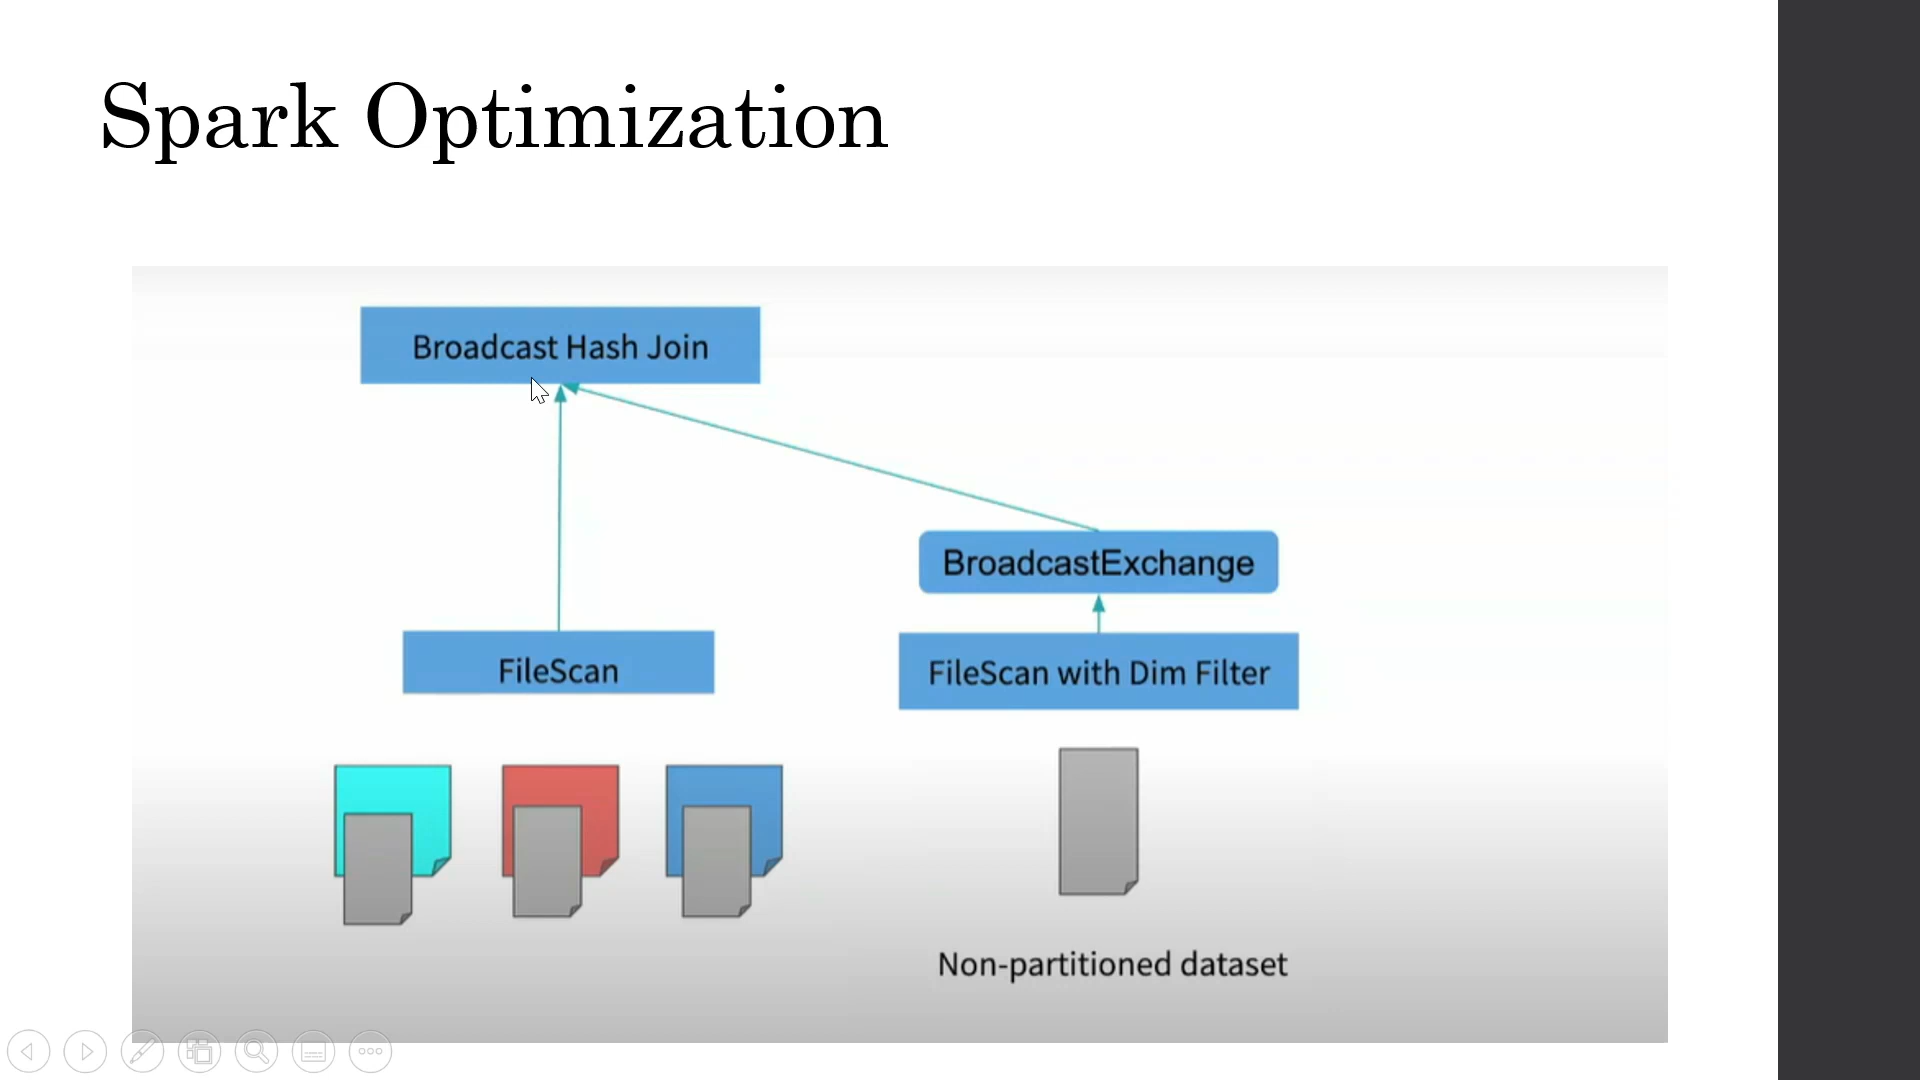 Spark Optimization
Broadcast Hash Join
BroadcastExchange
FileScan
FileScan with Dim Filter
Non-partitioned dataset